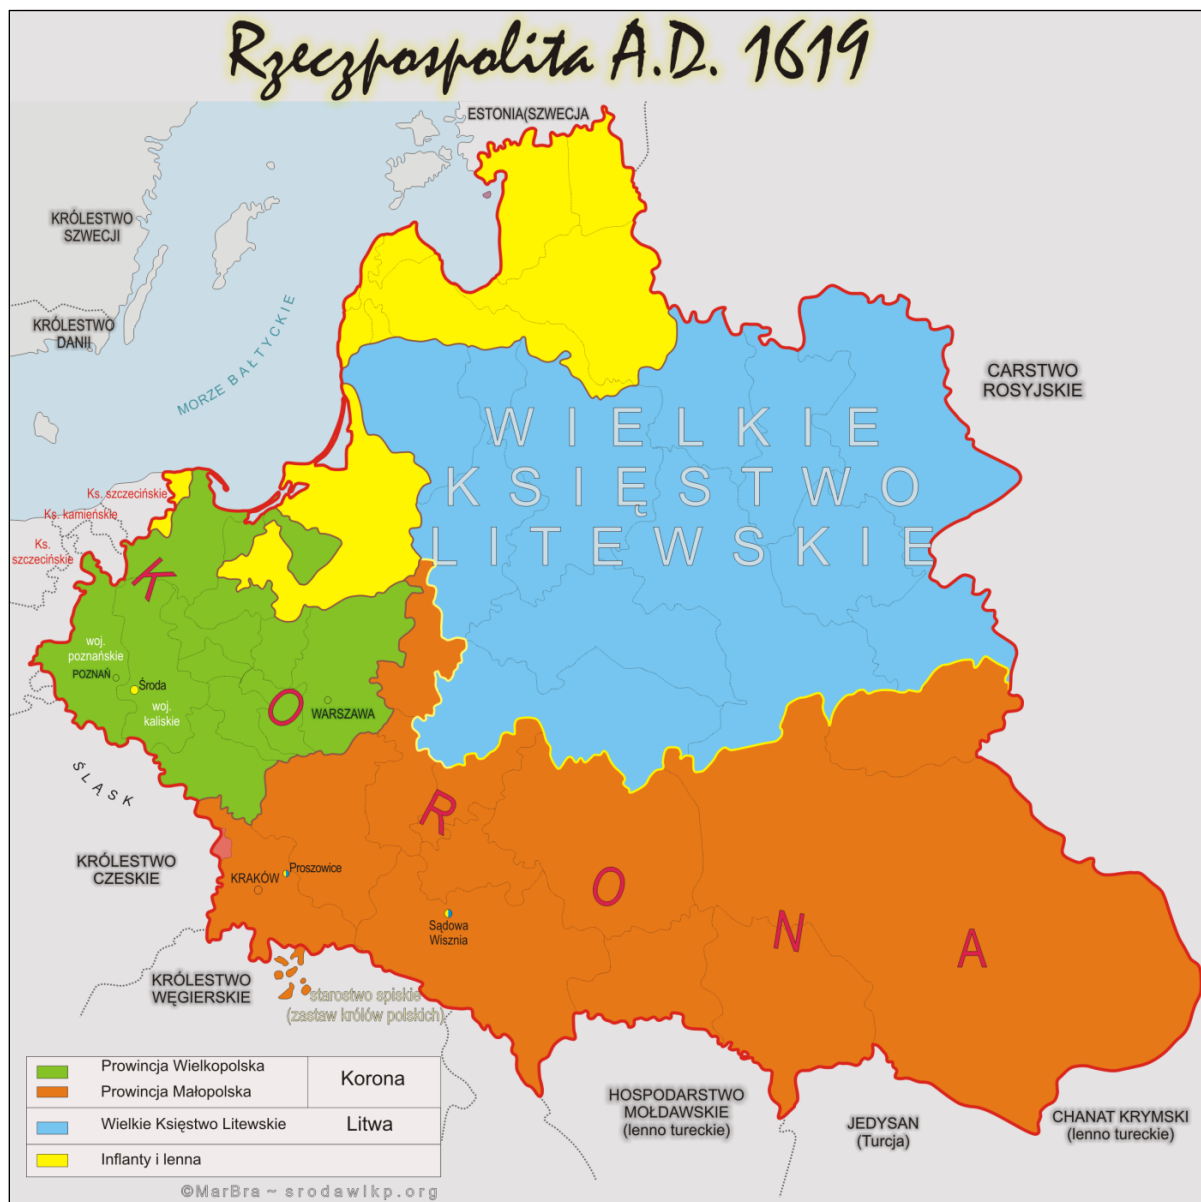 Rzeczpospolita A.D. 1619
ESTONIA(SZWECJA
KRÓLESTWO
SZWECJI
KRÓLESTWO
DANII
MORZE BAŁTYCKIE
CARSTWO
ROSYJSKIE
WIELKIE
KSIĘSTWO
LITEWSKIE
Ks. szczecińskie
Ks. kamieńskie
Ks.
szczecińskie
K
O
R
O
N
A
woj.
poznańskie
POZNAŃ
Środa
woj.
kaliskie
WARSZAWA
ŚLĄSK
KRÓLESTWO
CZESKIE
KRAKÓW
Proszowice
Sądowa
Wisznia
KRÓLESTWO
WĘGIERSKIE
starostwo spiskie
(zastaw królów polskich)
HOSPODARSTWO
MOŁDAWSKIE
(lenno tureckie)
JEDYSAN
(Turcja)
CHANAT KRYMSKI
(lenno tureckie)
Prowincja Wielkopolska
Prowincja Małopolska
Korona
Wielkie Księstwo Litewskie
Litwa
Inflanty i lenna
©MarBra ~ srodawlkp.org